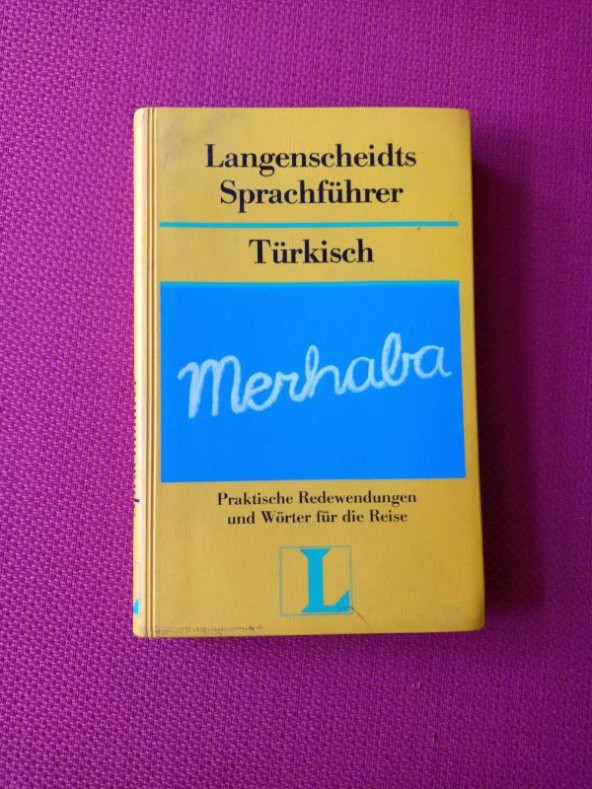 Langenscheidts
Sprachführer
Türkisch
Merhaba
Praktische Redewendungen
und Wörter für die Reise
L